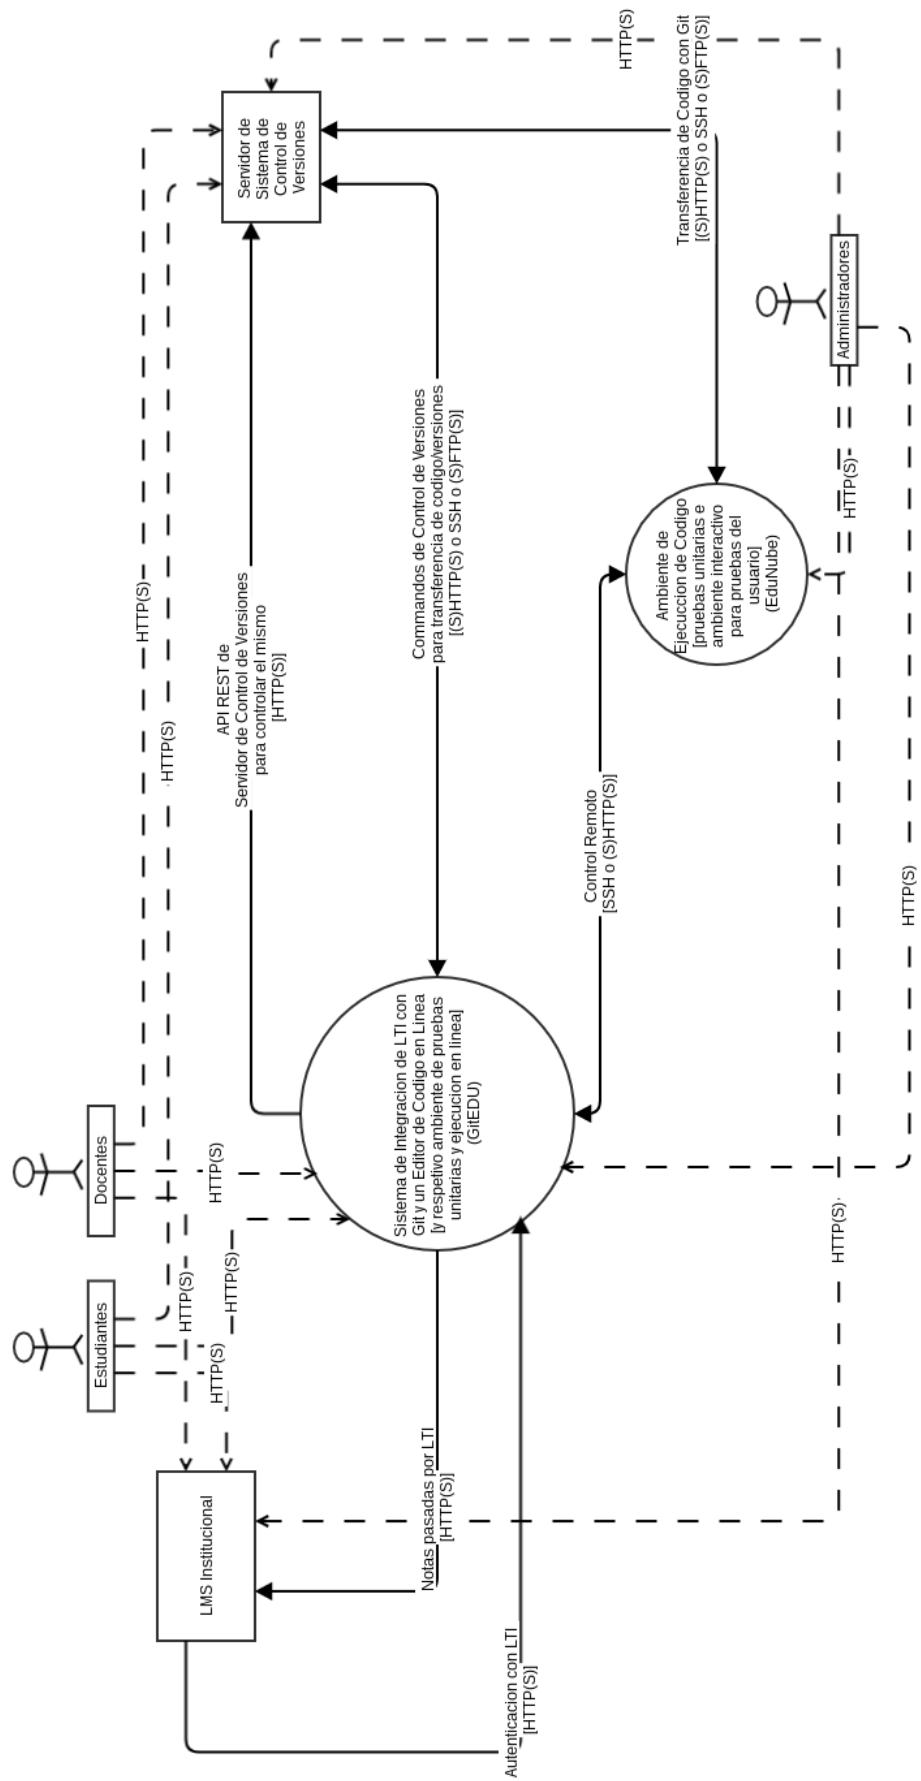 Autenticacion con LTI
[HTTP(S)]
LMS Institucional
Notas pasadas por LTI
[HTTP(S)]
Estudiantes
HTTP(S)
HTTP(S)
HTTP(S)
HTTP(S)
Docentes
HTTP(S)
HTTP(S)
Sistema de Integracion de LTI con
Git y un Editor de Codigo en Linea
[y respetivo ambiente de pruebas
unitarias y ejecucion en linea]
(GitEDU)
API REST de
Servidor de Control de Versiones
para controlar el mismo
[HTTP(S)]
Commandos de Control de Versiones
para transferencia de codigo/versiones
[(S)HTTP(S) o SSH o (S)FTP(S)]
Control Remoto
[SSH o (S)HTTP(S)]
Ambiente de
Ejecuccion de Codigo
[pruebas unitarias e
ambiente interactivo
para pruebas del
usuario]
(EduNube)
Servidor de
Sistema de
Control de
Versiones
Transferencia de Codigo con Git
[(S)HTTP(S) o SSH o (S)FTP(S)]
HTTP(S)
Administradores
HTTP(S)
HTTP(S)
HTTP(S)